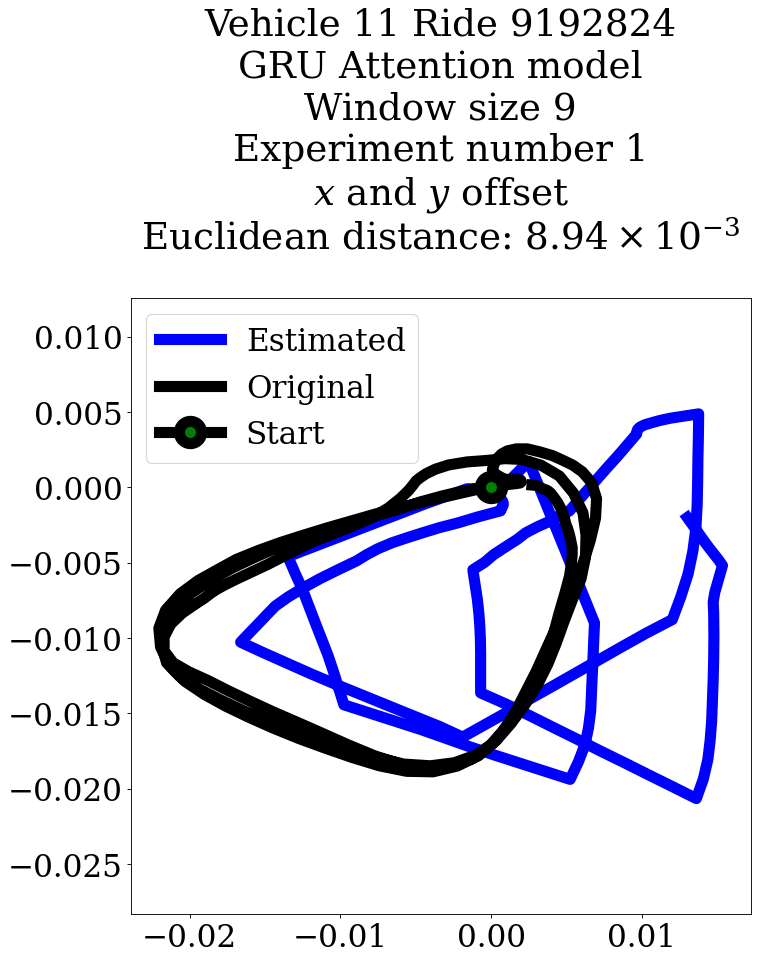 Vehicle 11 Ride 9192824
GRU Attention model
Window size 9
Experiment number 1
x and y offset
Euclidean distance: 8.94 × 10⁻³
Estimated
Original
Start
0.010
0.005
0.000
−0.005
−0.010
−0.015
−0.020
−0.025
−0.02 −0.01 0.00 0.01